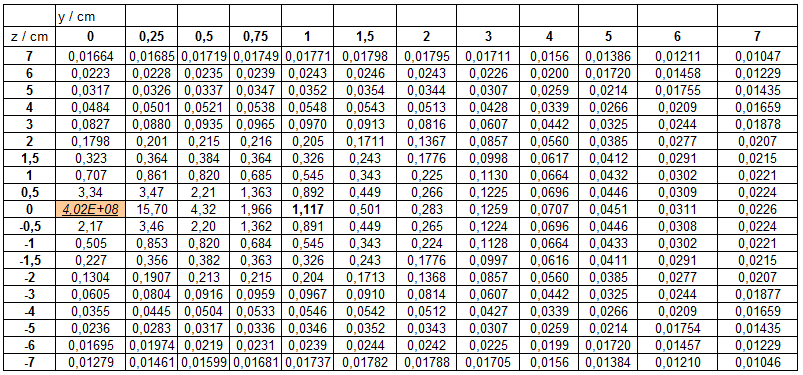 y / cm
z / cm 0 0,25 0,5 0,75 1 1,5 2 3 4 5 6 7
7 0,01664 0,01685 0,01719 0,01749 0,01771 0,01798 0,01795 0,01711 0,0156 0,01386 0,01211 0,01047
6 0,0223 0,0228 0,0235 0,0239 0,0243 0,0246 0,0243 0,0226 0,0200 0,01720 0,01458 0,01229
5 0,0317 0,0326 0,0337 0,0347 0,0352 0,0354 0,0344 0,0307 0,0259 0,0214 0,01755 0,01435
4 0,0484 0,0501 0,0521 0,0538 0,0548 0,0543 0,0513 0,0428 0,0339 0,0266 0,0209 0,01659
3 0,0827 0,0880 0,0935 0,0965 0,0970 0,0913 0,0816 0,0607 0,0442 0,0325 0,0244 0,01878
2 0,1798 0,201 0,215 0,216 0,205 0,1711 0,1367 0,0857 0,0560 0,0385 0,0277 0,0207
1,5 0,323 0,364 0,384 0,364 0,326 0,243 0,1776 0,0998 0,0617 0,0412 0,0291 0,0215
1 0,707 0,861 0,820 0,685 0,545 0,343 0,225 0,1130 0,0664 0,0432 0,0302 0,0221
0,5 3,34 3,47 2,21 1,363 0,892 0,449 0,266 0,1225 0,0696 0,0446 0,0309 0,0224
0 4.02E+08 15,70 4,32 1,966 1,117 0,501 0,283 0,1259 0,0707 0,0451 0,0311 0,0226
-0,5 2,17 3,46 2,20 1,362 0,891 0,449 0,265 0,1224 0,0696 0,0446 0,0308 0,0224
-1 0,505 0,853 0,820 0,684 0,545 0,343 0,224 0,1128 0,0664 0,0433 0,0302 0,0221
-1,5 0,227 0,356 0,382 0,363 0,326 0,243 0,1776 0,0997 0,0616 0,0411 0,0291 0,0215
-2 0,1304 0,1907 0,213 0,215 0,204 0,1713 0,1368 0,0857 0,0560 0,0385 0,0277 0,0207
-3 0,0605 0,0804 0,0916 0,0959 0,0967 0,0910 0,0814 0,0607 0,0442 0,0325 0,0244 0,01877
-4 0,0355 0,0445 0,0504 0,0533 0,0546 0,0542 0,0512 0,0427 0,0339 0,0266 0,0209 0,01659
-5 0,0236 0,0283 0,0317 0,0336 0,0346 0,0352 0,0343 0,0307 0,0259 0,0214 0,01754 0,01435
-6 0,01695 0,01974 0,0219 0,0231 0,0239 0,0244 0,0242 0,0225 0,0199 0,01720 0,01457 0,01229
-7 0,01279 0,01461 0,01599 0,01681 0,01737 0,01782 0,01788 0,01705 0,0156 0,01384 0,01210 0,01046